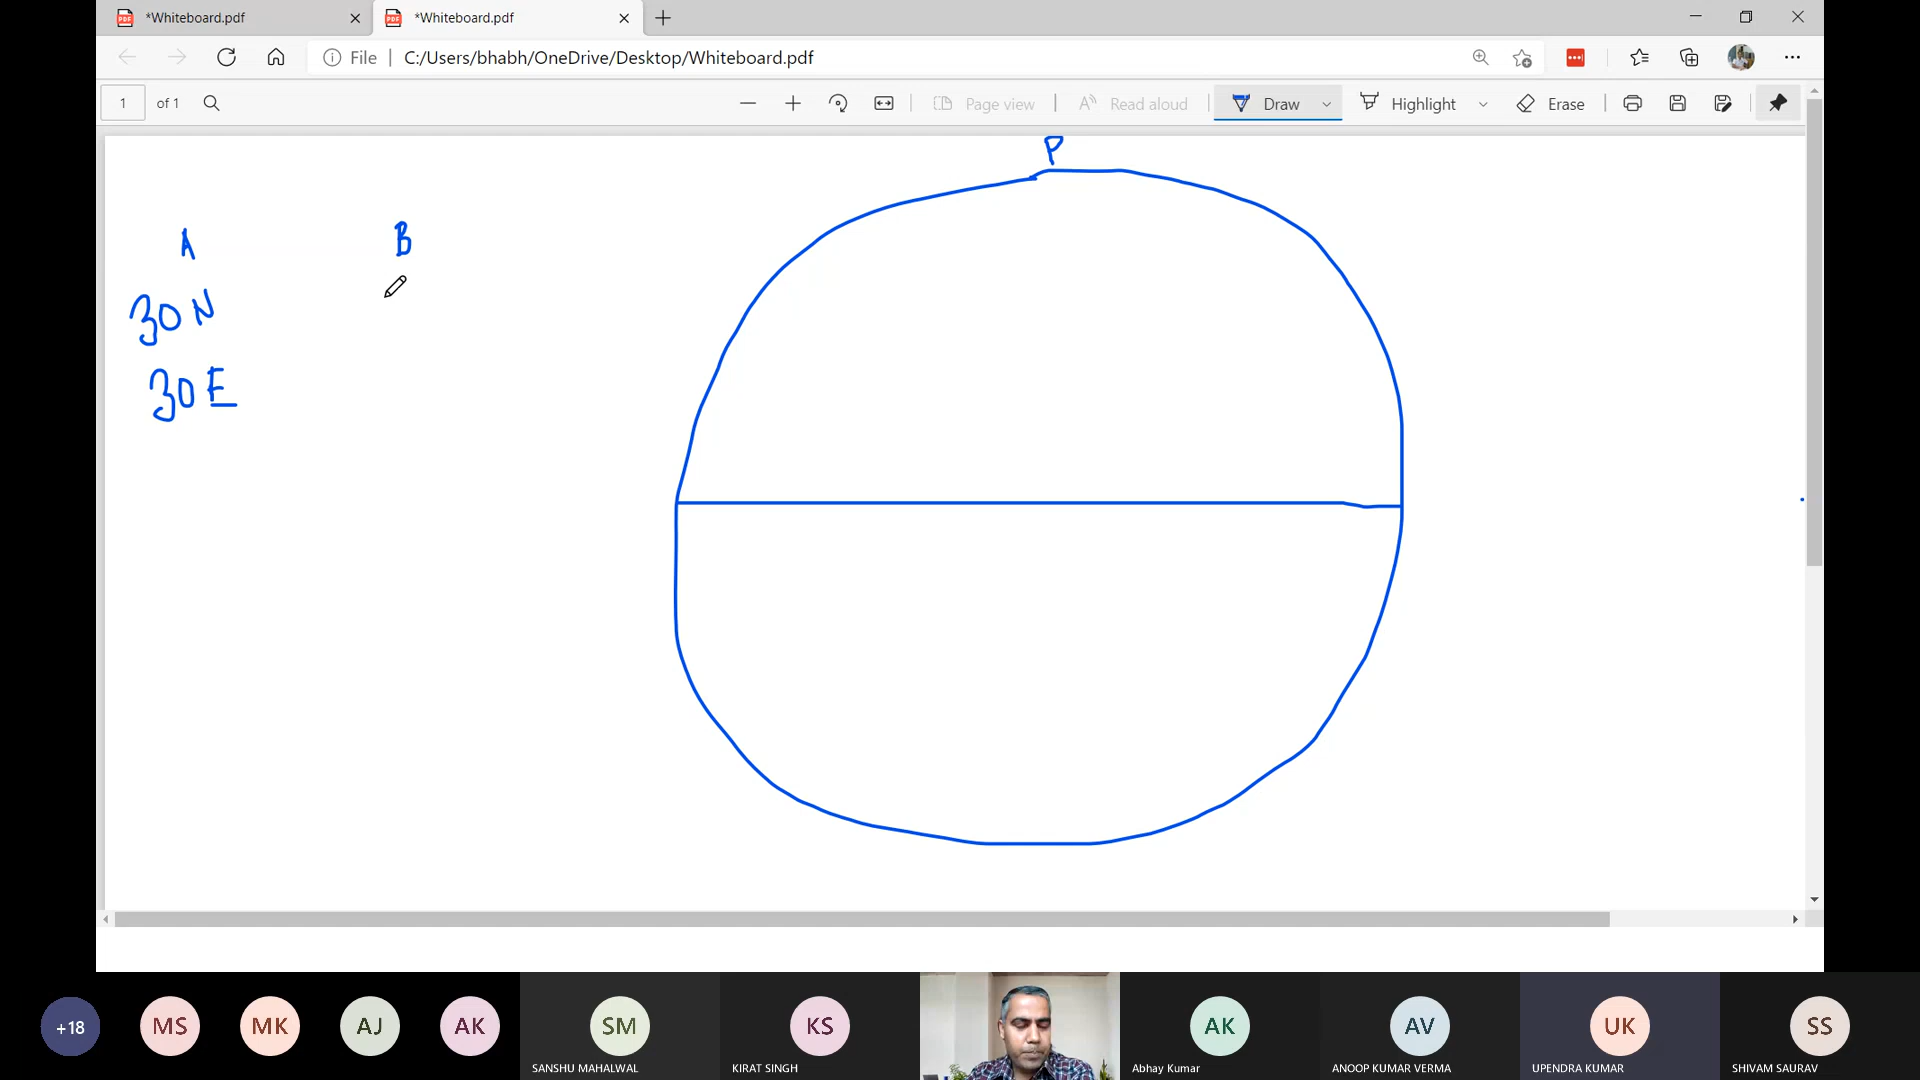 *Whiteboard.pdf
*Whiteboard.pdf
File C:/Users/bhabh/OneDrive/Desktop/Whiteboard.pdf
1 of 1 Page view Read aloud Draw Highlight Erase
P
A B
30 N
30 E
+18 MS MK AJ AK SM KS AK AV UK SS
SANSHU MAHALWAL KIRAT SINGH Abhay Kumar ANOOP KUMAR VERMA UPENDRA KUMAR SHIVAM SAURAV